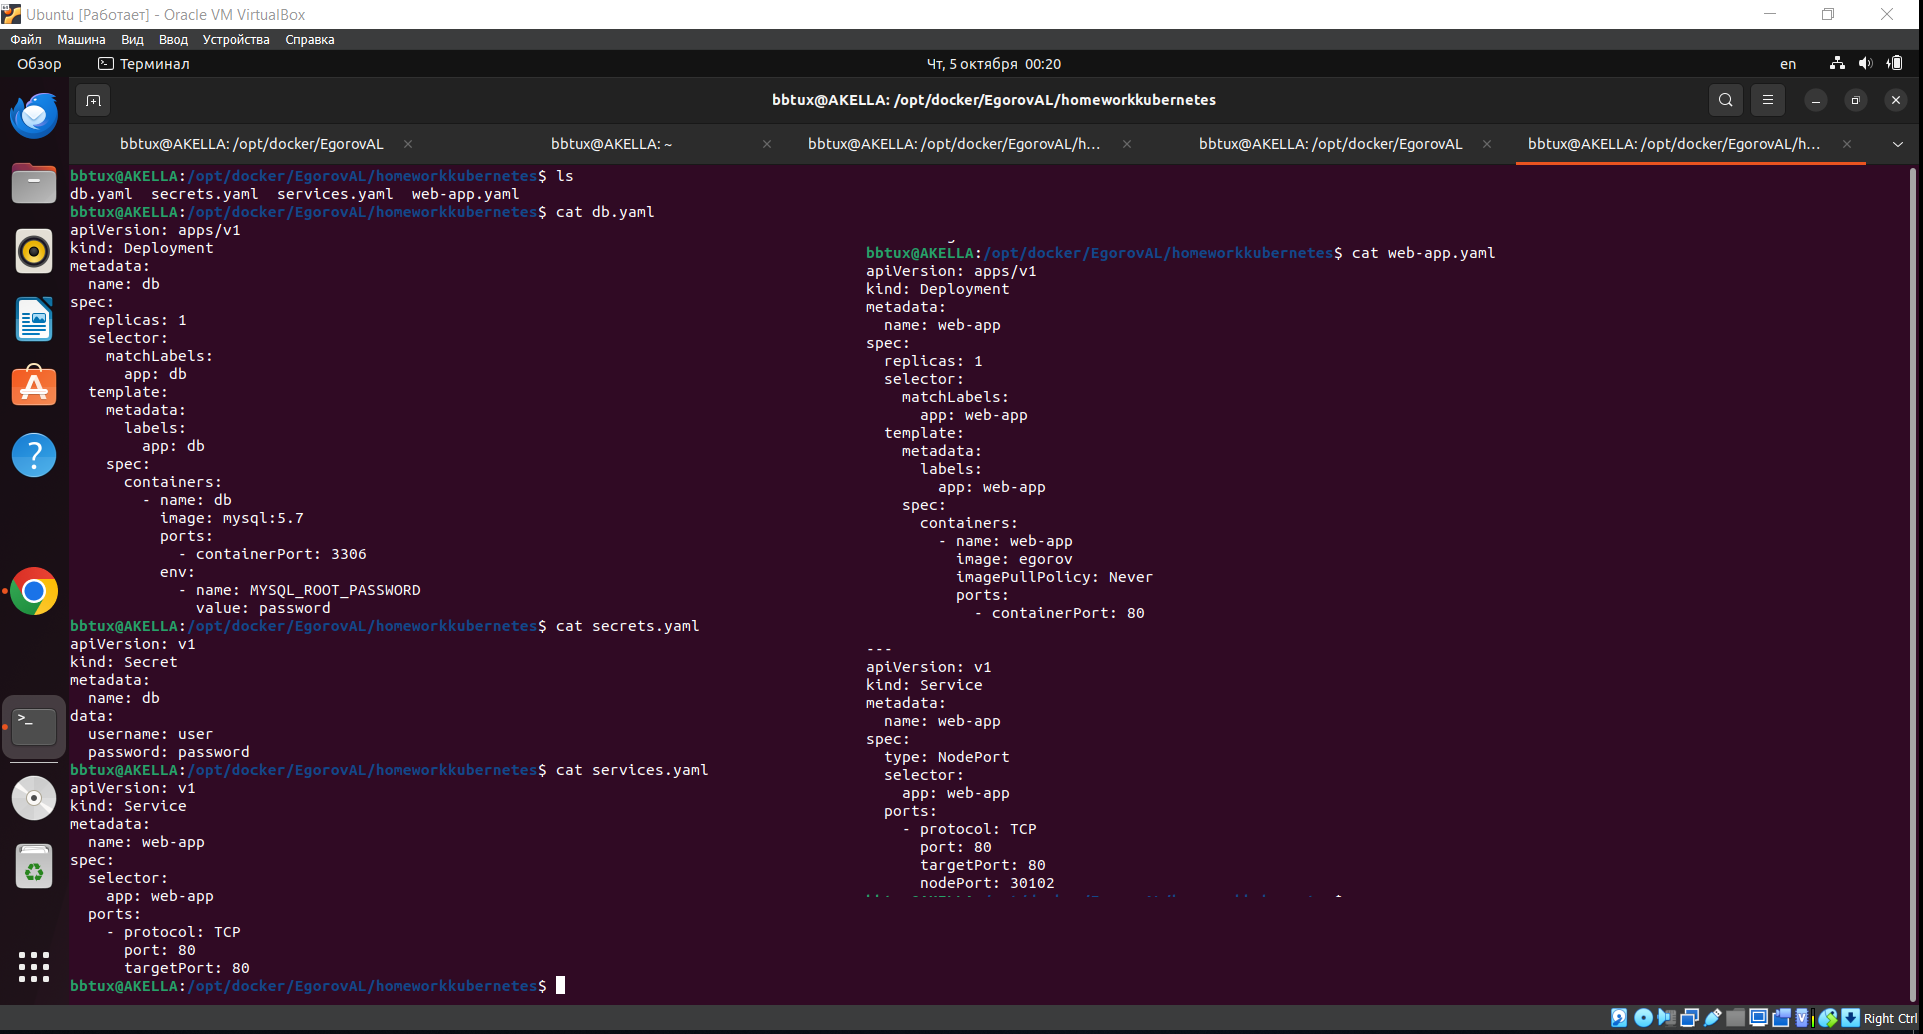 Ubuntu [Работает] - Oracle VM VirtualBox
Файл Машина Вид Ввод Устройства Справка
Обзор Терминал Чт, 5 октября 00:20 en
bbtux@AKELLA: /opt/docker/EgorovAL/homeworkkubernetes
bbtux@AKELLA: /opt/docker/EgorovAL bbtux@AKELLA: ~ bbtux@AKELLA: /opt/docker/EgorovAL/h... bbtux@AKELLA: /opt/docker/EgorovAL bbtux@AKELLA: /opt/docker/EgorovAL/h...
bbtux@AKELLA:/opt/docker/EgorovAL/homeworkkubernetes$ ls
db.yaml  secrets.yaml  services.yaml  web-app.yaml
bbtux@AKELLA:/opt/docker/EgorovAL/homeworkkubernetes$ cat db.yaml
apiVersion: apps/v1
kind: Deployment
metadata:
  name: db
spec:
  replicas: 1
  selector:
    matchLabels:
      app: db
  template:
    metadata:
      labels:
        app: db
    spec:
      containers:
        - name: db
          image: mysql:5.7
          ports:
            - containerPort: 3306
          env:
            - name: MYSQL_ROOT_PASSWORD
              value: password
bbtux@AKELLA:/opt/docker/EgorovAL/homeworkkubernetes$ cat secrets.yaml
apiVersion: v1
kind: Secret
metadata:
  name: db
data:
  username: user
  password: password
bbtux@AKELLA:/opt/docker/EgorovAL/homeworkkubernetes$ cat services.yaml
apiVersion: v1
kind: Service
metadata:
  name: web-app
spec:
  selector:
    app: web-app
  ports:
    - protocol: TCP
      port: 80
      targetPort: 80
bbtux@AKELLA:/opt/docker/EgorovAL/homeworkkubernetes$
bbtux@AKELLA:/opt/docker/EgorovAL/homeworkkubernetes$ cat web-app.yaml
apiVersion: apps/v1
kind: Deployment
metadata:
  name: web-app
spec:
  replicas: 1
  selector:
    matchLabels:
      app: web-app
  template:
    metadata:
      labels:
        app: web-app
    spec:
      containers:
        - name: web-app
          image: egorov
          imagePullPolicy: Never
          ports:
            - containerPort: 80
---
apiVersion: v1
kind: Service
metadata:
  name: web-app
spec:
  type: NodePort
  selector:
    app: web-app
  ports:
    - protocol: TCP
      port: 80
      targetPort: 80
      nodePort: 30102
Right Ctrl